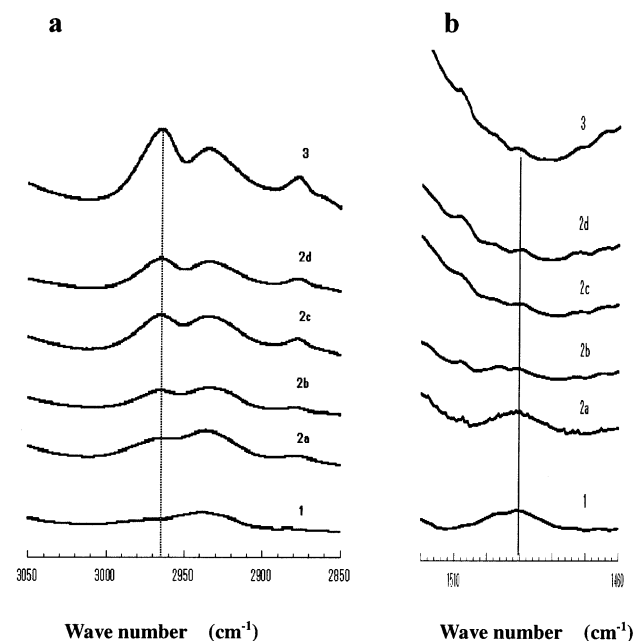 a
b
3
2d
2c
2b
2a
1
3050 3000 2950 2900 2850
Wave number (cm-1)
3
2d
2c
2b
2a
1
1510 1460
Wave number (cm-1)